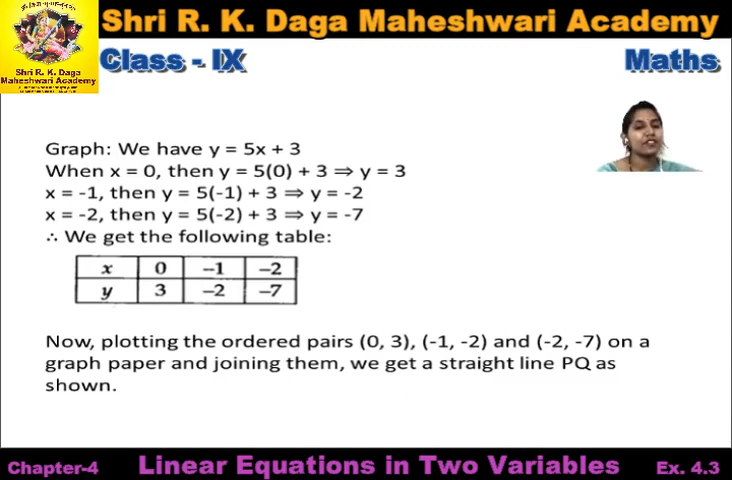 Shri R. K. Daga Maheshwari Academy
Shri R. K. Daga
Maheshwari Academy
Class - IX
Maths
Graph: We have y = 5x + 3
When x = 0, then y = 5(0) + 3 ⇒ y = 3
x = -1, then y = 5(-1) + 3 ⇒ y = -2
x = -2, then y = 5(-2) + 3 ⇒ y = -7
∴ We get the following table:
x 0 –1 –2
y 3 –2 –7
Now, plotting the ordered pairs (0, 3), (-1, -2) and (-2, -7) on a
graph paper and joining them, we get a straight line PQ as
shown.
Chapter-4 Linear Equations in Two Variables Ex. 4.3